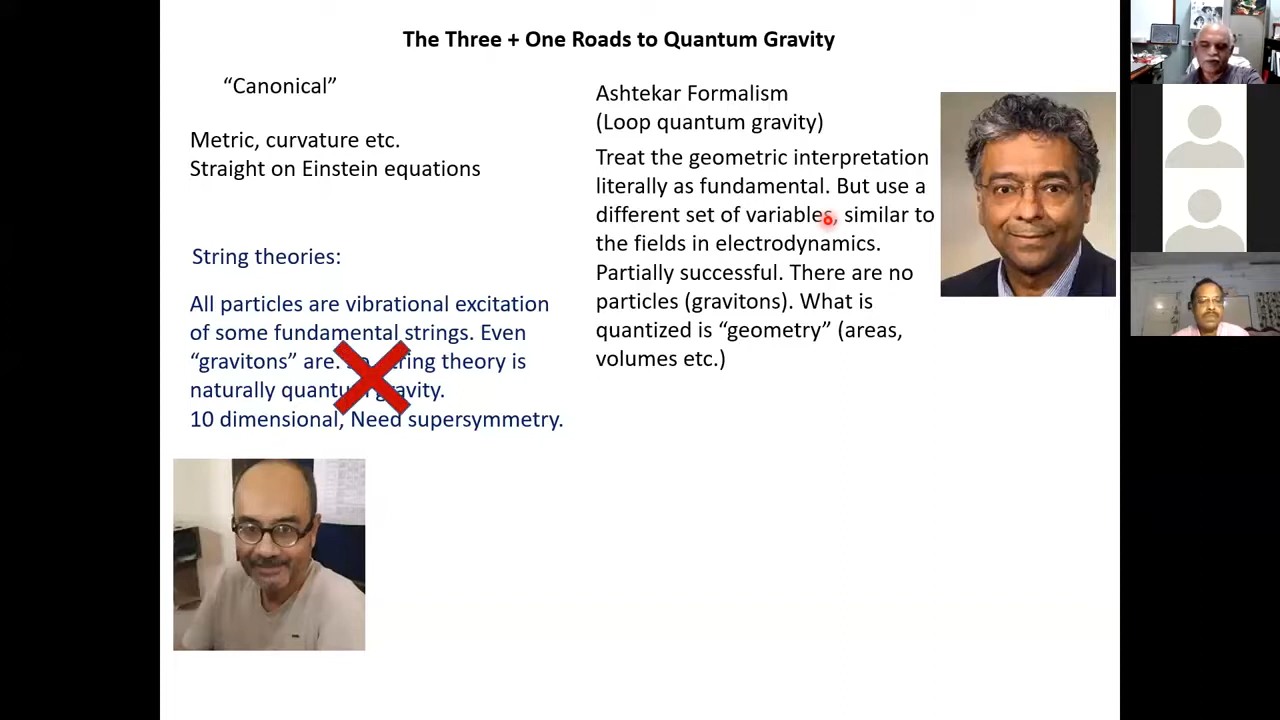 The Three + One Roads to Quantum Gravity
“Canonical”
Metric, curvature etc.
Straight on Einstein equations
String theories:
All particles are vibrational excitation
of some fundamental strings. Even
“gravitons” are. string theory is
naturally quantum gravity.
10 dimensional, Need supersymmetry.
Ashtekar Formalism
(Loop quantum gravity)
Treat the geometric interpretation
literally as fundamental. But use a
different set of variables, similar to
the fields in electrodynamics.
Partially successful. There are no
particles (gravitons). What is
quantized is “geometry” (areas,
volumes etc.)